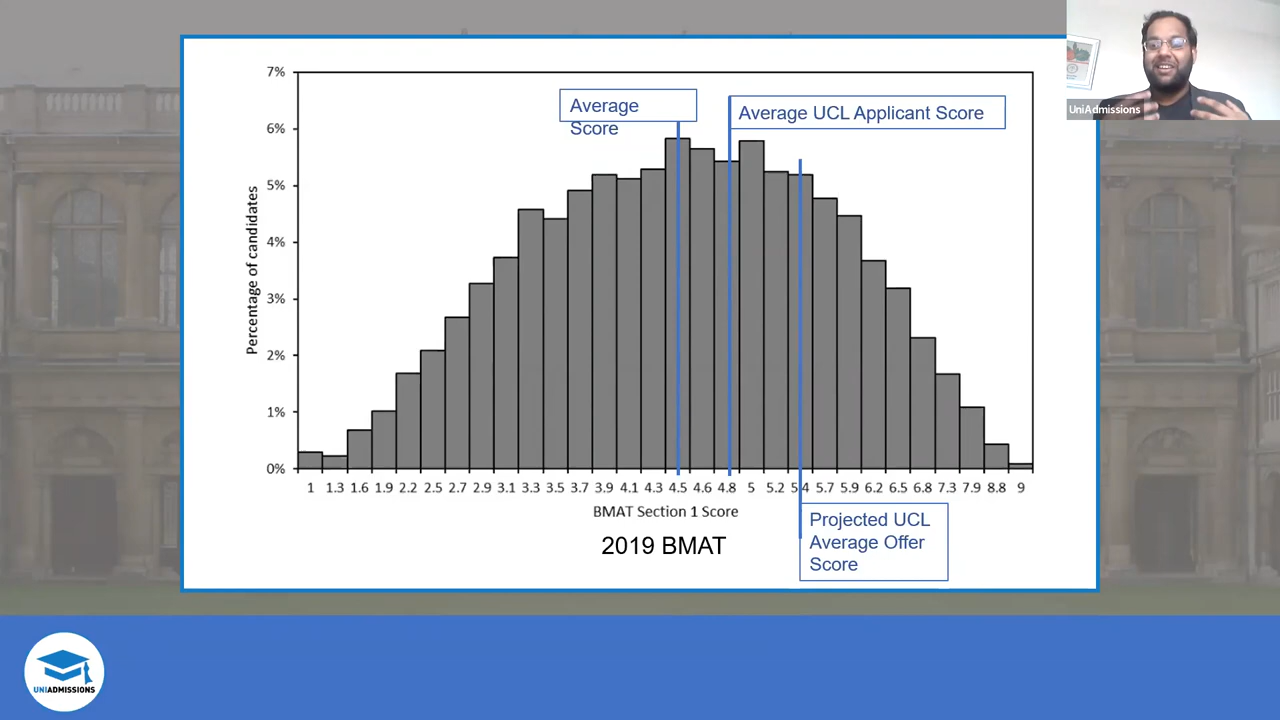 UniAdmissions
7%
6%
5%
4%
3%
2%
1%
0%
Percentage of candidates
Average
Score
Average UCL Applicant Score
1 1.3 1.6 1.9 2.2 2.5 2.7 2.9 3.1 3.3 3.5 3.7 3.9 4.1 4.3 4.5 4.6 4.8 5 5.2 5.4 5.7 5.9 6.2 6.5 6.8 7.3 7.9 8.8 9
BMAT Section 1 Score
2019 BMAT
Projected UCL
Average Offer
Score
UNIADMISSIONS